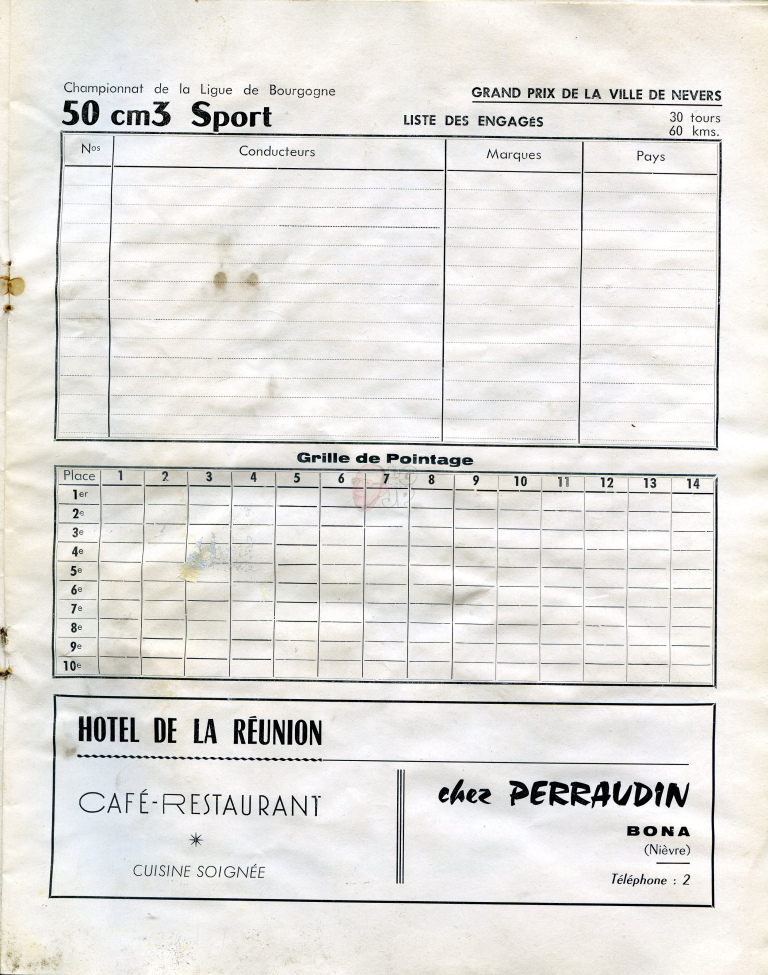 Championnat de la Ligue de Bourgogne
50 cm3 Sport
GRAND PRIX DE LA VILLE DE NEVERS
LISTE DES ENGAGÉS
30 tours
60 kms.
Nos Conducteurs Marques Pays
Grille de Pointage
Place 1 2 3 4 5 6 7 8 9 10 11 12 13 14
1er
2e
3e
4e
5e
6e
7e
8e
9e
10e
HOTEL DE LA RÉUNION
CAFÉ-RESTAURANT
*
CUISINE SOIGNÉE
chez PERRAUDIN
BONA
(Nièvre)
Téléphone : 2